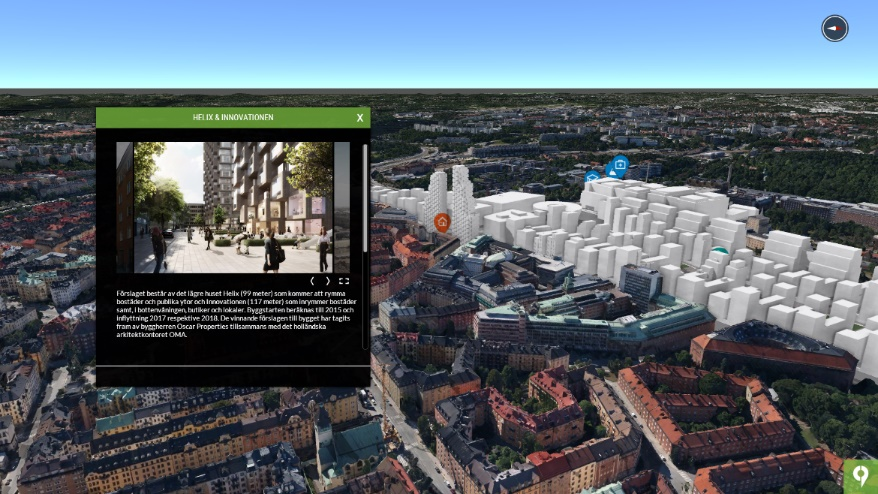 HELIX & INNOVATIONEN
X
Förslaget består av det lägre huset Helix (99 meter) som kommer att rymma
bostäder och publika ytor och Innovationen (117 meter) som inrymmer bostäder
samt, i bottenvåningen, butiker och lokaler. Byggstarten beräknas till 2015 och
inflyttning 2017 respektive 2018. De vinnande förslagen till bygget har tagits
fram av byggherren Oscar Properties tillsammans med det holländska
arkitektkontoret OMA.